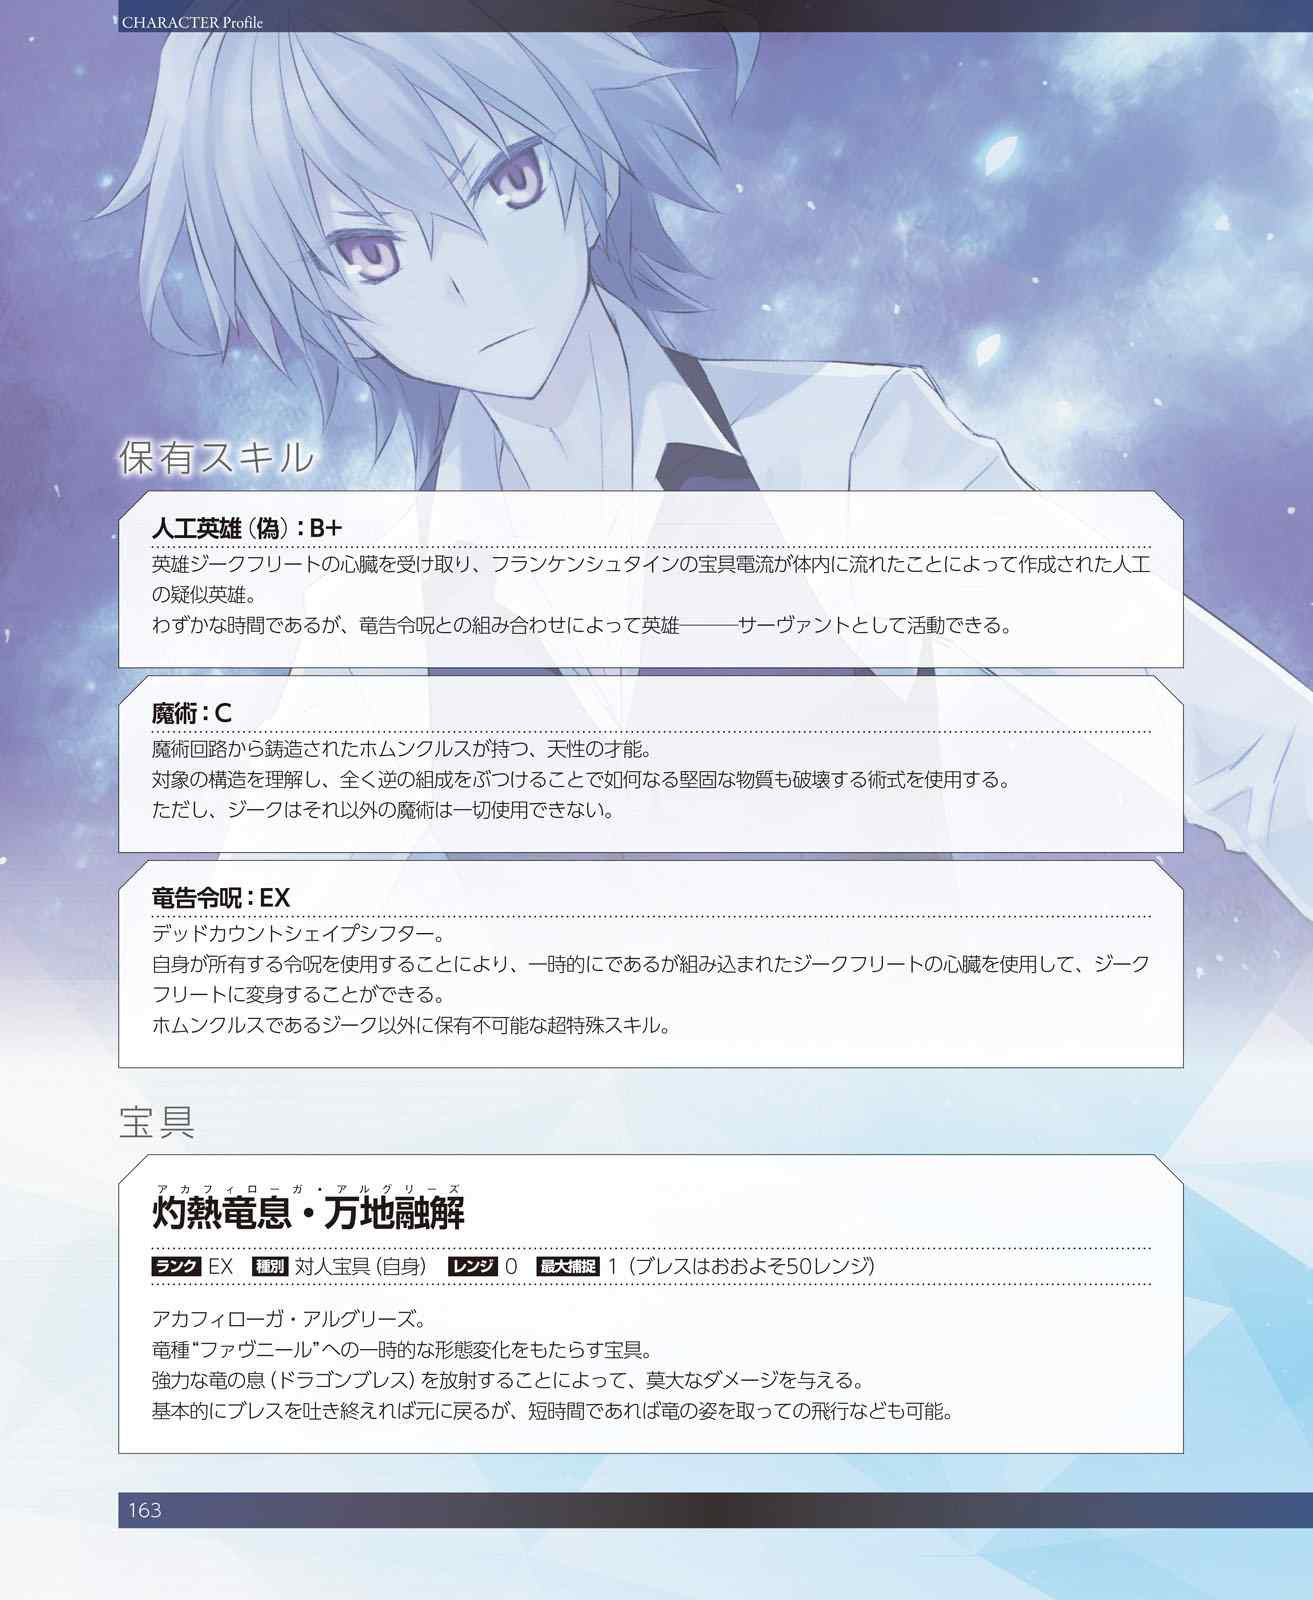 CHARACTER Profile
保有スキル
人工英雄（偽）：B+
英雄ジークフリートの心臓を受け取り、フランケンシュタインの宝具電流が体内に流れたことによって作成された人工
の疑似英雄。
わずかな時間であるが、竜告令呪との組み合わせによって英雄───サーヴァントとして活動できる。
魔術：C
魔術回路から鋳造されたホムンクルスが持つ、天性の才能。
対象の構造を理解し、全く逆の組成をぶつけることで如何なる堅固な物質も破壊する術式を使用する。
ただし、ジークはそれ以外の魔術は一切使用できない。
竜告令呪：EX
デッドカウントシェイプシフター。
自身が所有する令呪を使用することにより、一時的にであるが組み込まれたジークフリートの心臓を使用して、ジーク
フリートに変身することができる。
ホムンクルスであるジーク以外に保有不可能な超特殊スキル。
宝具
アカフィローガ・アルグリーズ
灼熱竜息・万地融解
ランク EX 種別 対人宝具（自身） レンジ 0 最大捕捉 1（ブレスはおおよそ50レンジ）
アカフィローガ・アルグリーズ。
竜種“ファヴニール”への一時的な形態変化をもたらす宝具。
強力な竜の息（ドラゴンブレス）を放射することによって、莫大なダメージを与える。
基本的にブレスを吐き終えれば元に戻るが、短時間であれば竜の姿を取っての飛行なども可能。
163